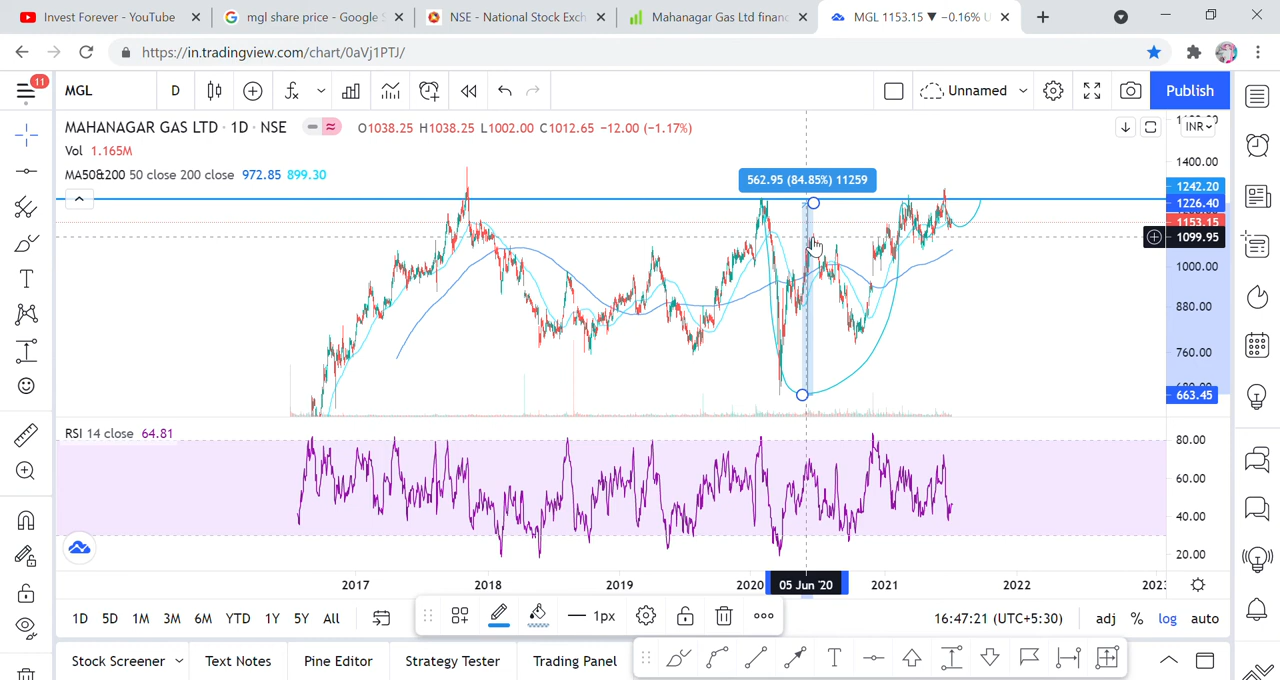 Invest Forever - YouTube
mgl share price - Google S
NSE - National Stock Exch
Mahanagar Gas Ltd financ
MGL 1153.15 ▼ −0.16% U
https://in.tradingview.com/chart/0aVj1PTJ/
11
MGL D
Unnamed
Publish
MAHANAGAR GAS LTD · 1D · NSE O1038.25 H1038.25 L1002.00 C1012.65 −12.00 (−1.17%)
INR
Vol 1.165M
MA50&200 50 close 200 close 972.85 899.30
562.95 (84.85%) 11259
1400.00
1242.20
1226.40
1153.15
1099.95
1000.00
880.00
760.00
663.45
RSI 14 close 64.81
80.00
60.00
40.00
20.00
2017 2018 2019 2020 05 Jun '20 2021 2022 2023
1D 5D 1M 3M 6M YTD 1Y 5Y All
1px
16:47:21 (UTC+5:30) adj % log auto
Stock Screener Text Notes Pine Editor Strategy Tester Trading Panel